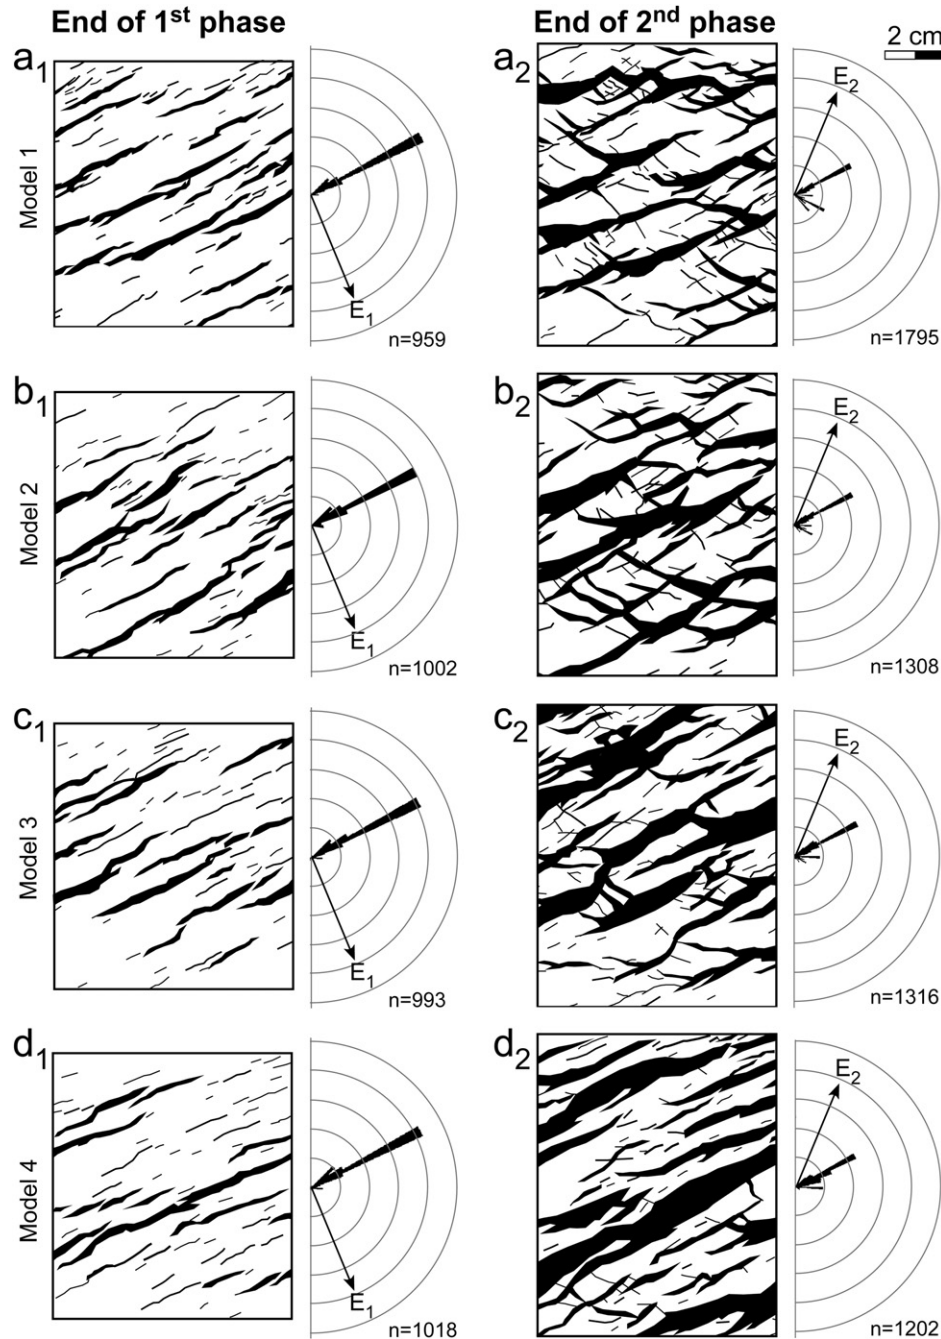 End of 1st phase
End of 2nd phase
2 cm
a1
Model 1
E1
n=959
a2
E2
n=1795
b1
Model 2
E1
n=1002
b2
E2
n=1308
c1
Model 3
E1
n=993
c2
E2
n=1316
d1
Model 4
E1
n=1018
d2
E2
n=1202